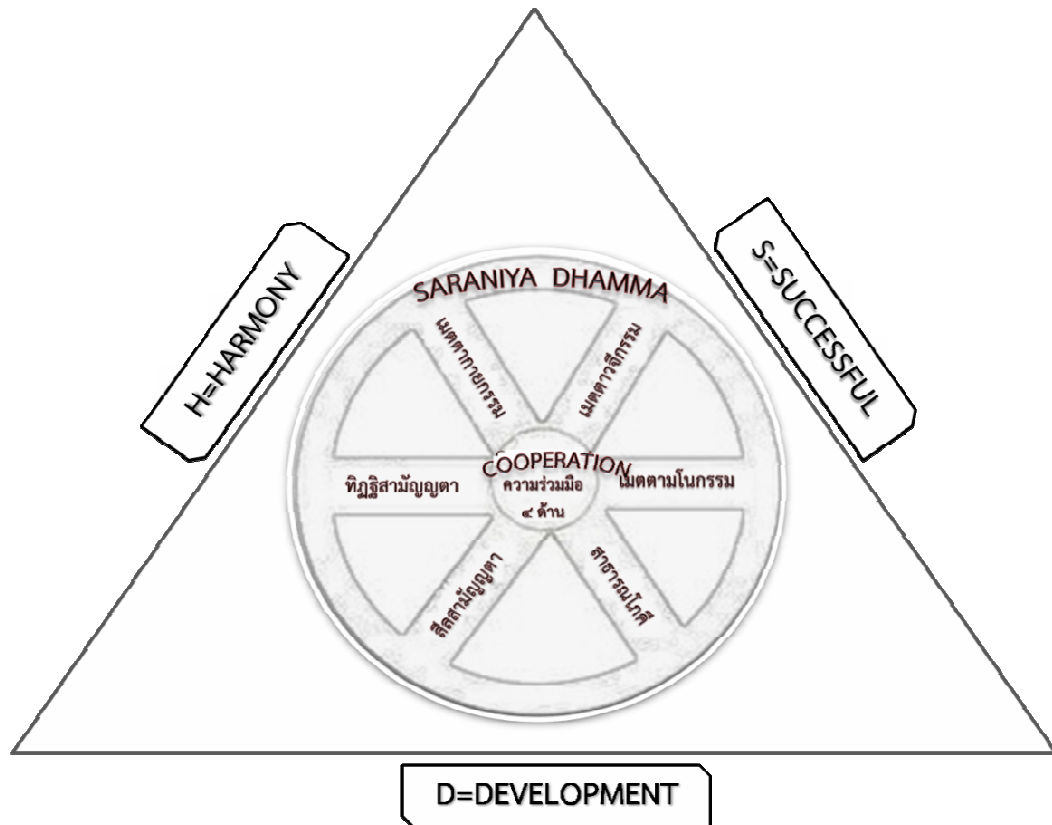 H=HARMONY
S=SUCCESSFUL
SARANIYA DHAMMA
เมตตากายกรรม
เมตตาวจีกรรม
ทิฏฐิสามัญญตา
COOPERATION
ความร่วมมือ
๔ ด้าน
เมตตามโนกรรม
สีลสามัญญตา
สาธารณโภคี
D=DEVELOPMENT